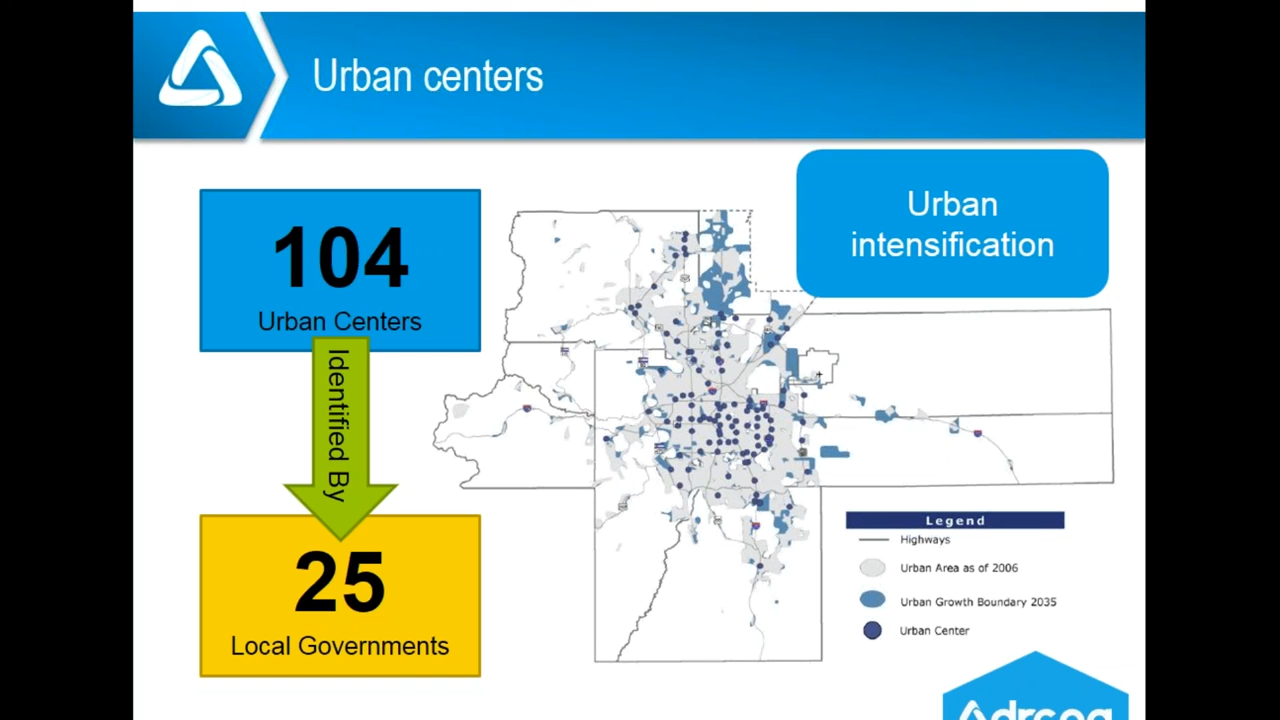 Urban centers
104
Urban Centers
Identified By
25
Local Governments
Urban
intensification
Legend
Highways
Urban Area as of 2006
Urban Growth Boundary 2035
Urban Center
drcog